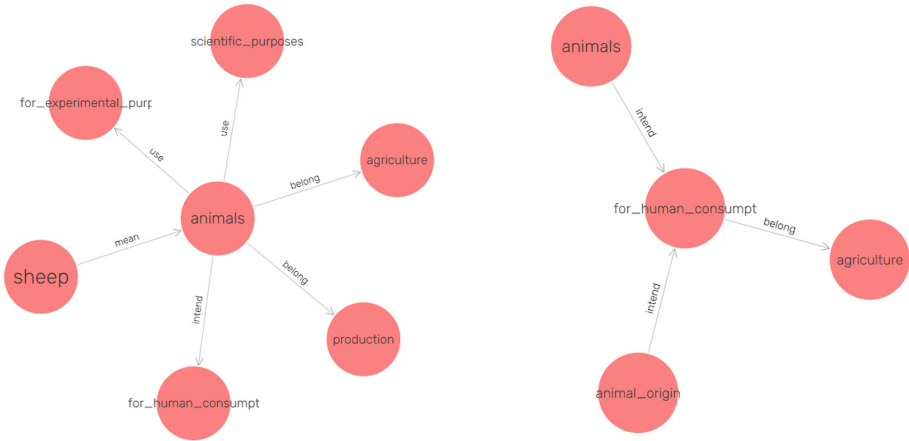 scientific_purposes
for_experimental_purp
use
use
agriculture
belong
animals
mean
sheep
belong
intend
production
for_human_consumpt
animals
intend
for_human_consumpt
belong
agriculture
intend
animal_origin